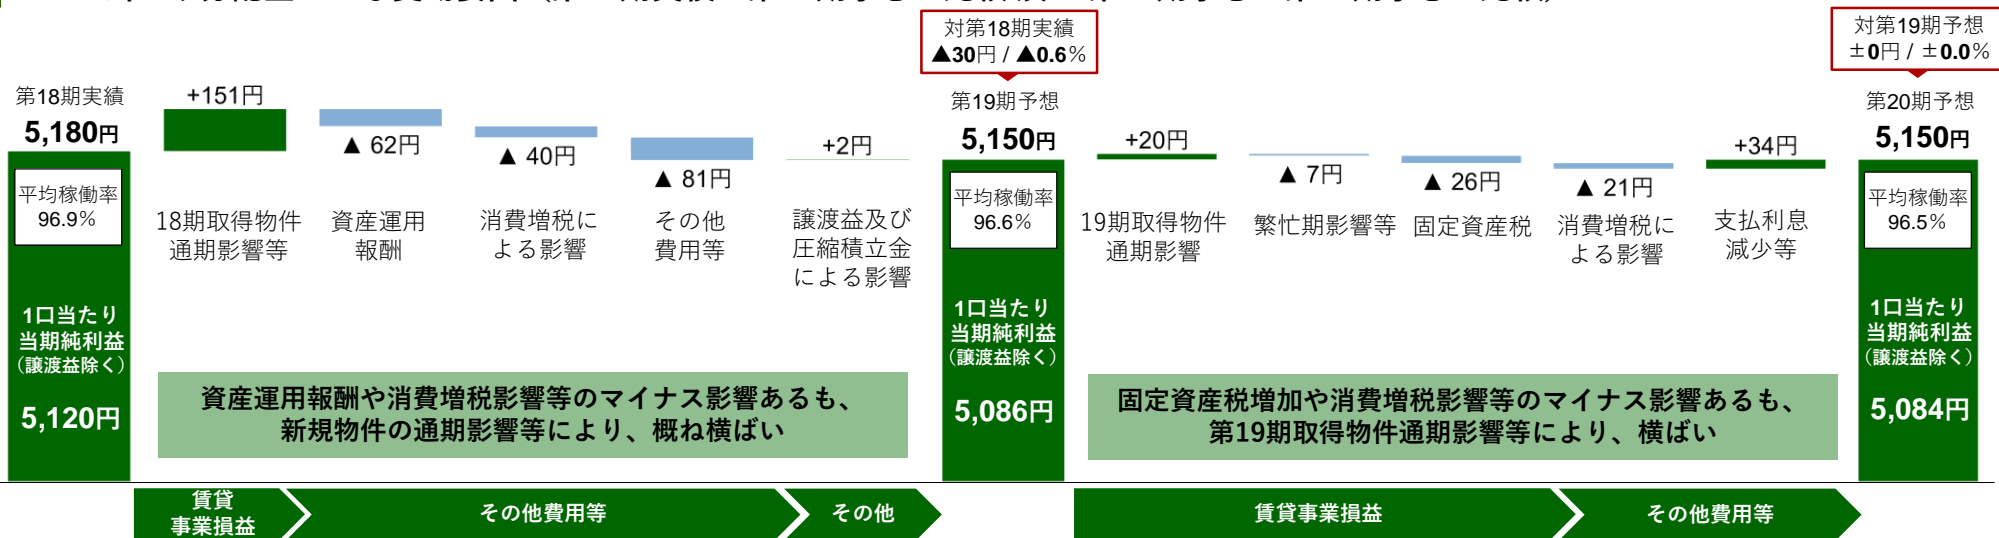 対第18期実績
▲30円 / ▲0.6%
対第19期予想
±0円 / ±0.0%
第18期実績
5,180円
+151円
▲ 62円
▲ 40円
▲ 81円
+2円
第19期予想
5,150円
+20円
▲ 7円
▲ 26円
▲ 21円
+34円
第20期予想
5,150円
平均稼働率
96.9%
18期取得物件
通期影響等
資産運用
報酬
消費増税に
よる影響
その他
費用等
譲渡益及び
圧縮積立金
による影響
平均稼働率
96.6%
19期取得物件
通期影響
繁忙期影響等
固定資産税
消費増税に
よる影響
支払利息
減少等
平均稼働率
96.5%
1口当たり
当期純利益
(譲渡益除く)
5,120円
資産運用報酬や消費増税影響等のマイナス影響あるも、
新規物件の通期影響等により、概ね横ばい
1口当たり
当期純利益
(譲渡益除く)
5,086円
固定資産税増加や消費増税影響等のマイナス影響あるも、
第19期取得物件通期影響等により、横ばい
1口当たり
当期純利益
(譲渡益除く)
5,084円
賃貸
事業損益
その他費用等
その他
賃貸事業損益
その他費用等